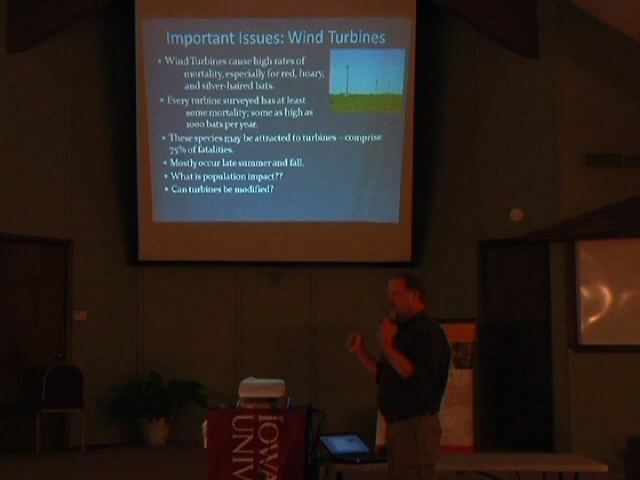 Important Issues: Wind Turbines
• Wind Turbines cause high rates of
mortality, especially for red, hoary,
and silver-haired bats.
• Every turbine surveyed has at least
some mortality; some as high as
1000 bats per year.
• These species may be attracted to turbines – comprise
75% of fatalities.
• Mostly occur late summer and fall.
• What is population impact??
• Can turbines be modified?
IOWA
UNIV